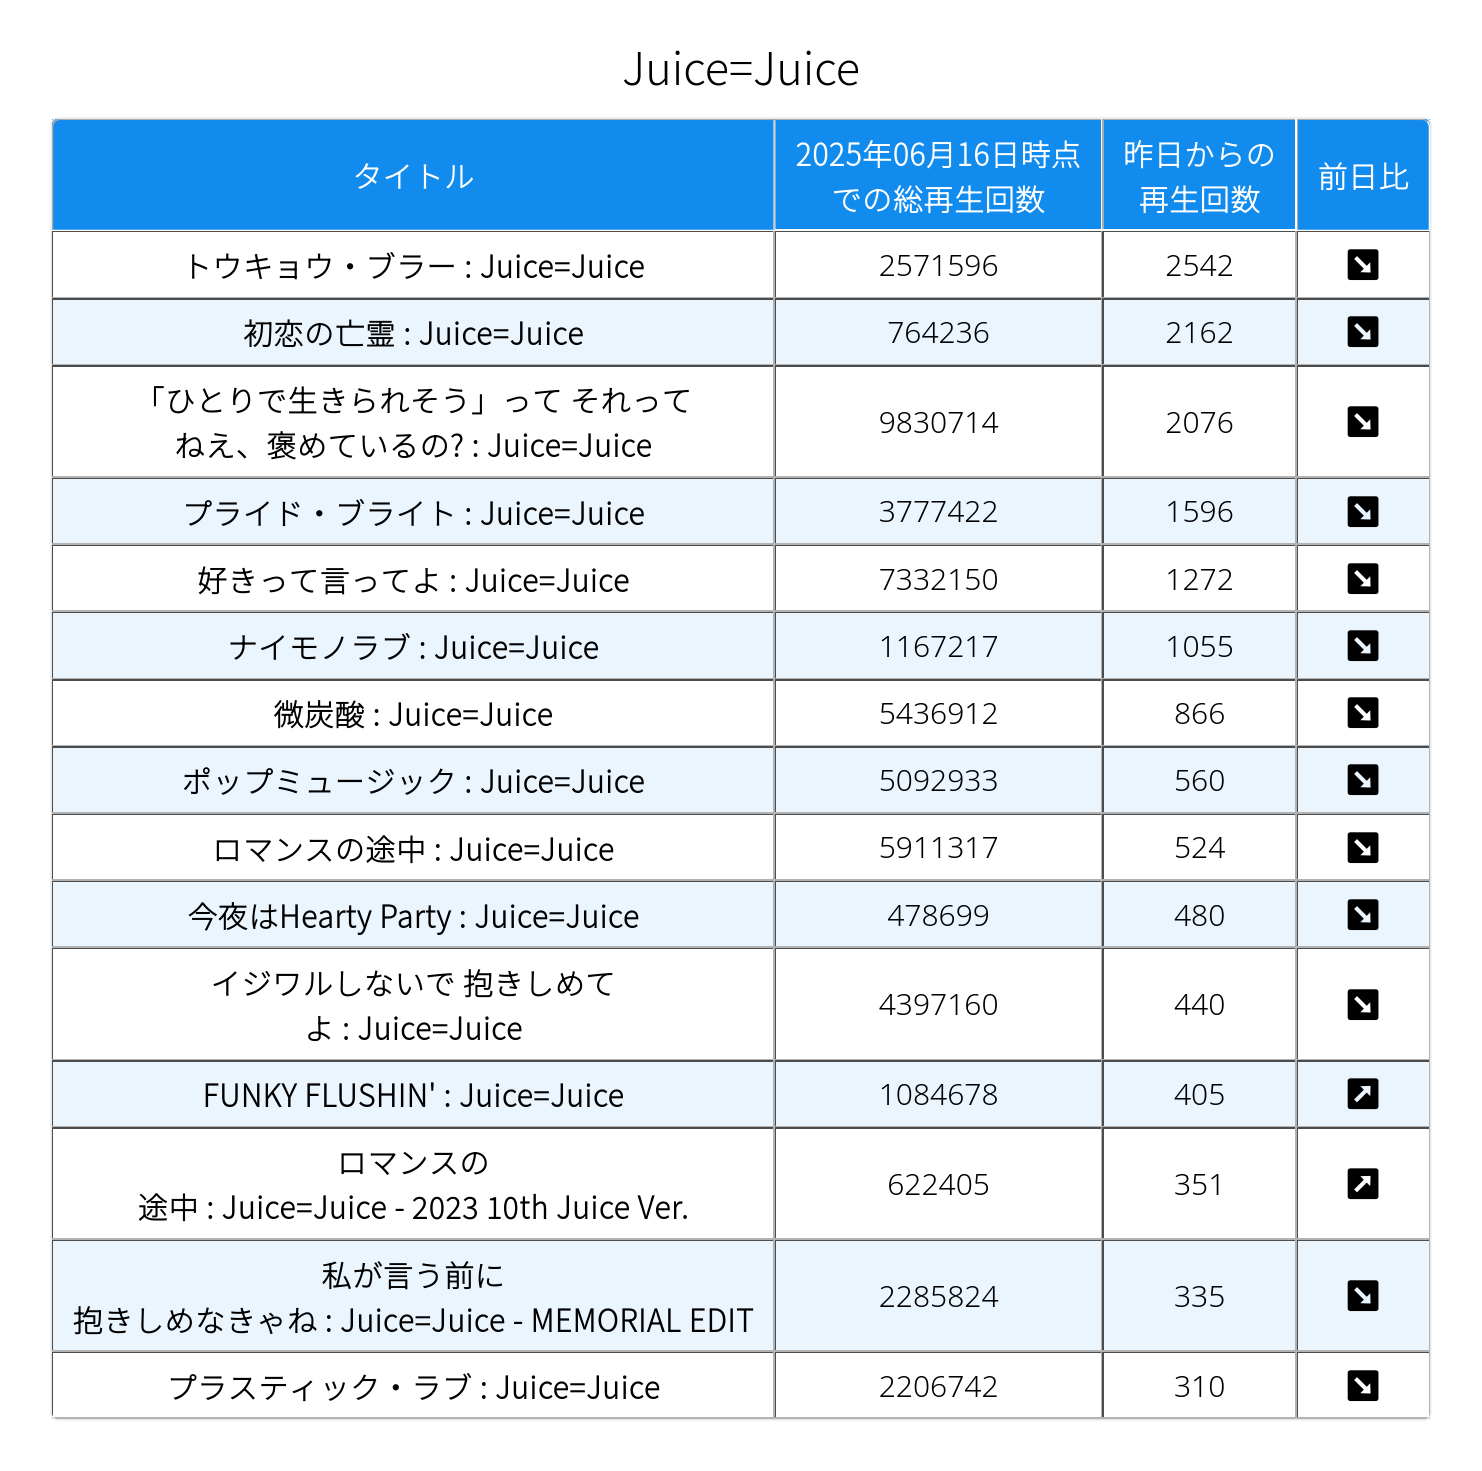 Juice=Juice
タイトル
2025年06月16日時点
での総再生回数
昨日からの
再生回数
前日比
トウキョウ・ブラー : Juice=Juice 2571596 2542
初恋の亡霊 : Juice=Juice 764236 2162
「ひとりで生きられそう」って それって
ねえ、褒めているの? : Juice=Juice 9830714 2076
プライド・ブライト : Juice=Juice 3777422 1596
好きって言ってよ : Juice=Juice 7332150 1272
ナイモノラブ : Juice=Juice 1167217 1055
微炭酸 : Juice=Juice 5436912 866
ポップミュージック : Juice=Juice 5092933 560
ロマンスの途中 : Juice=Juice 5911317 524
今夜はHearty Party : Juice=Juice 478699 480
イジワルしないで 抱きしめて
よ : Juice=Juice 4397160 440
FUNKY FLUSHIN' : Juice=Juice 1084678 405
ロマンスの
途中 : Juice=Juice - 2023 10th Juice Ver. 622405 351
私が言う前に
抱きしめなきゃね : Juice=Juice - MEMORIAL EDIT 2285824 335
プラスティック・ラブ : Juice=Juice 2206742 310